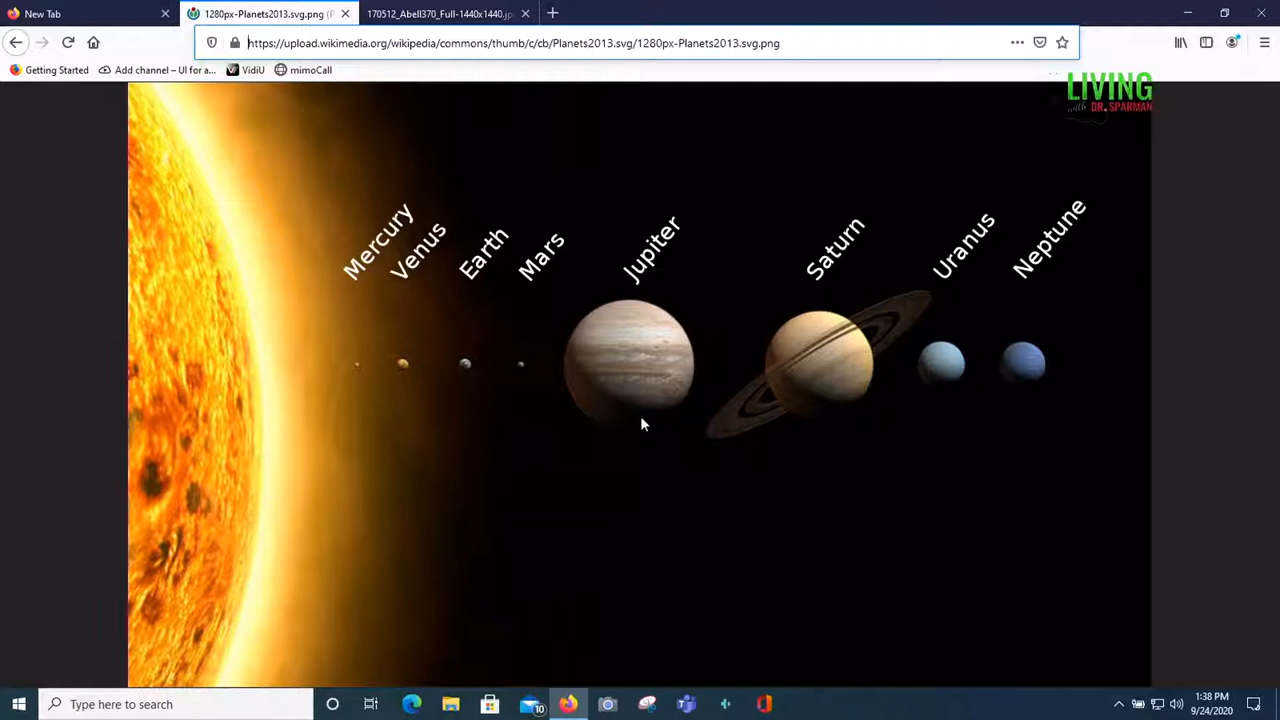 New Tab
1280px-Planets2013.svg.png (P
170512_Abell370_Full-1440x1440.jp
https://upload.wikimedia.org/wikipedia/commons/thumb/c/cb/Planets2013.svg/1280px-Planets2013.svg.png
Getting Started
Add channel – UI for a...
VidiU
mimoCall
LIVING
with DR. SPARMAN
Mercury
Venus
Earth
Mars
Jupiter
Saturn
Uranus
Neptune
Type here to search
10
1:38 PM
9/24/2020